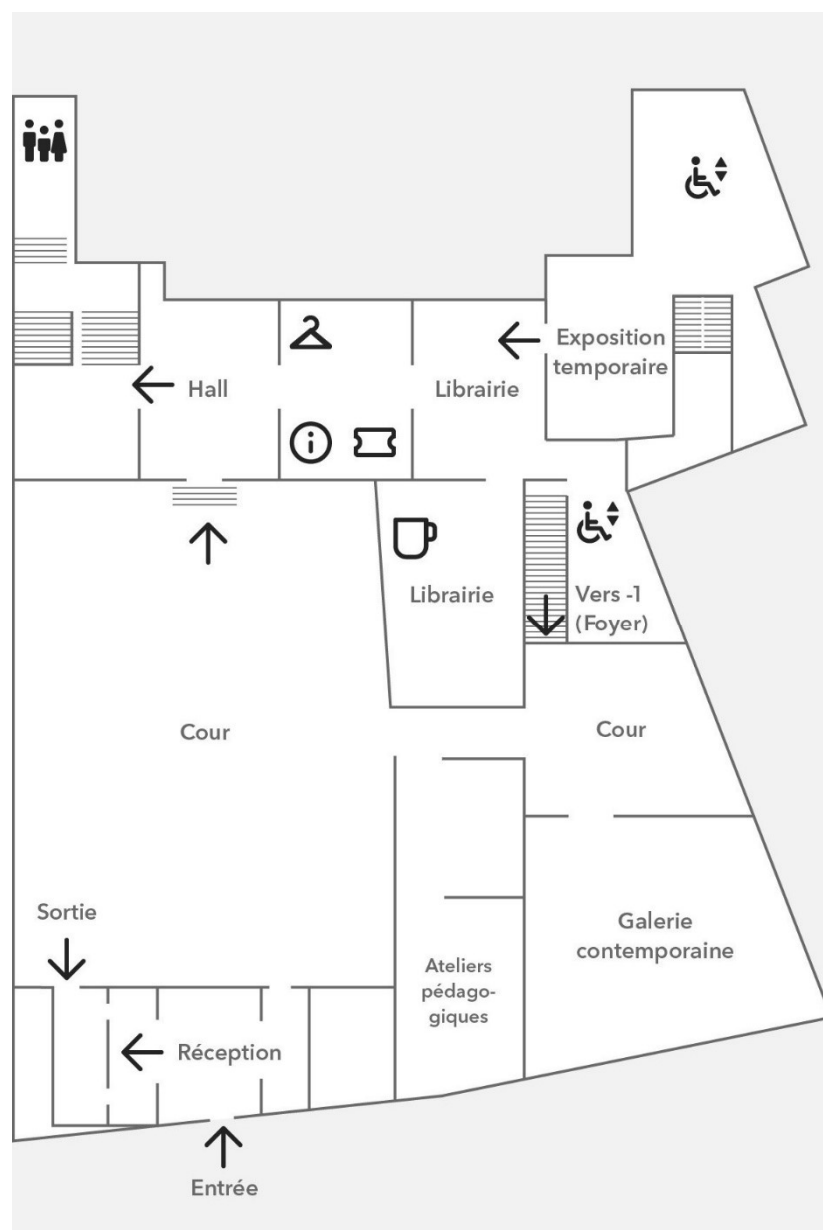 Exposition
temporaire
Hall
Librairie
Librairie
Vers -1
(Foyer)
Cour
Cour
Sortie
Galerie
contemporaine
Ateliers
pédago-
giques
Réception
Entrée